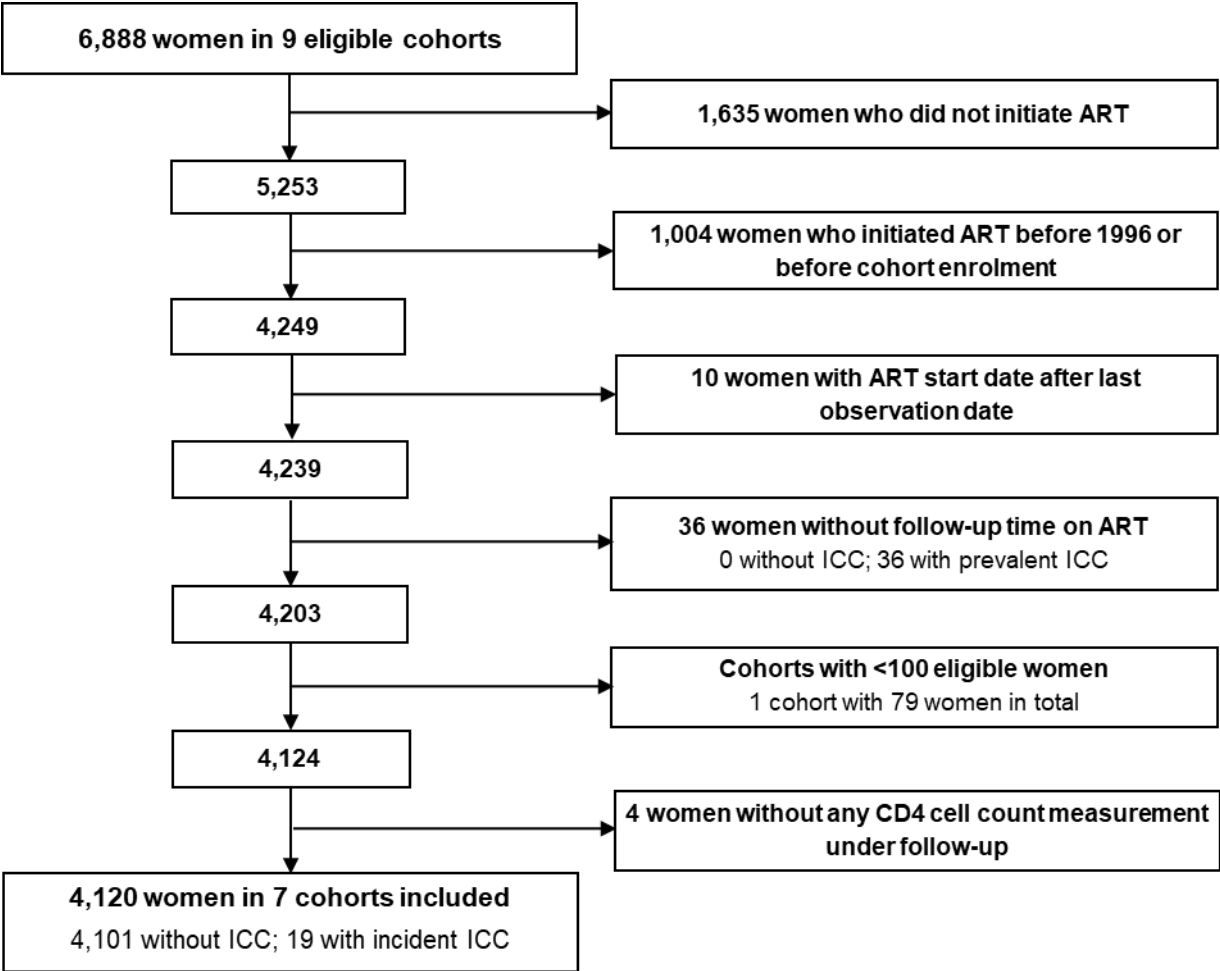 6,888 women in 9 eligible cohorts
1,635 women who did not initiate ART
5,253
1,004 women who initiated ART before 1996 or
before cohort enrolment
4,249
10 women with ART start date after last
observation date
4,239
36 women without follow-up time on ART
0 without ICC; 36 with prevalent ICC
4,203
Cohorts with <100 eligible women
1 cohort with 79 women in total
4,124
4 women without any CD4 cell count measurement
under follow-up
4,120 women in 7 cohorts included
4,101 without ICC; 19 with incident ICC